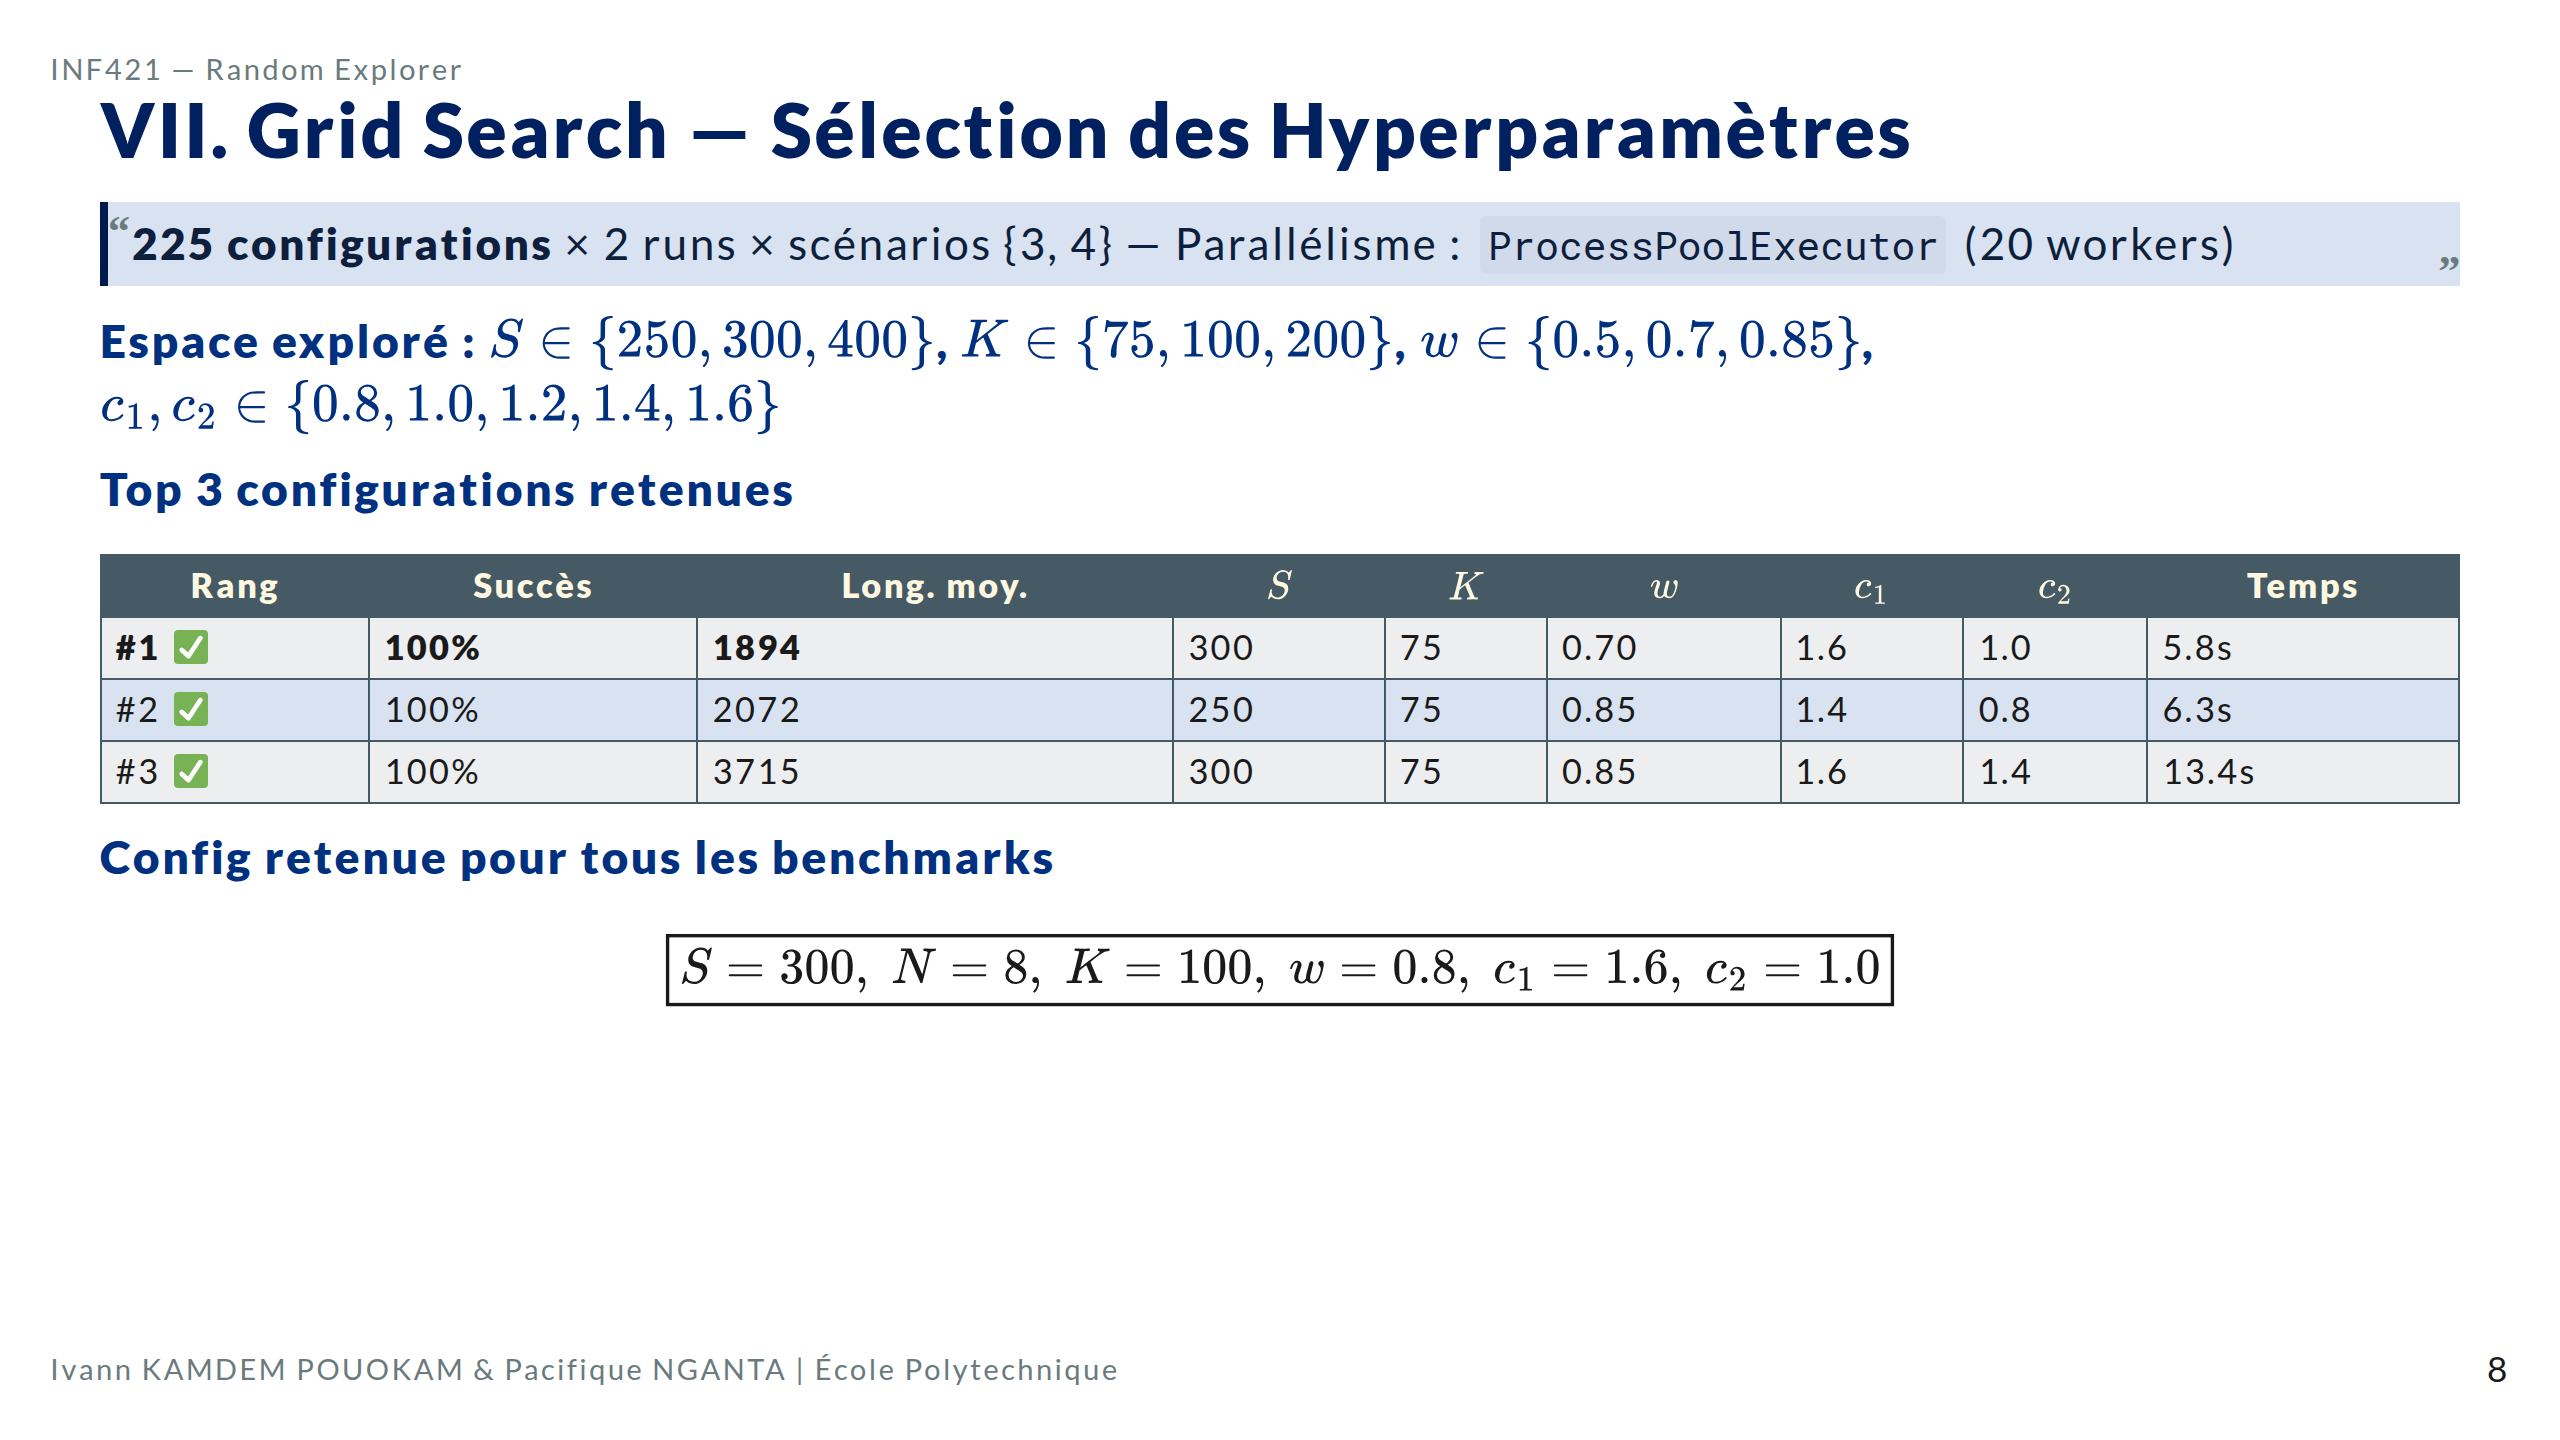 INF421 — Random Explorer
VII. Grid Search — Sélection des Hyperparamètres
“225 configurations × 2 runs × scénarios {3, 4} — Parallélisme : ProcessPoolExecutor (20 workers) ”
Espace exploré : S ∈ {250, 300, 400}, K ∈ {75, 100, 200}, w ∈ {0.5, 0.7, 0.85},
c₁, c₂ ∈ {0.8, 1.0, 1.2, 1.4, 1.6}
Top 3 configurations retenues
Rang Succès Long. moy. S K w c₁ c₂ Temps
#1 ✅ 100% 1894 300 75 0.70 1.6 1.0 5.8s
#2 ✅ 100% 2072 250 75 0.85 1.4 0.8 6.3s
#3 ✅ 100% 3715 300 75 0.85 1.6 1.4 13.4s
Config retenue pour tous les benchmarks
S = 300, N = 8, K = 100, w = 0.8, c₁ = 1.6, c₂ = 1.0
Ivann KAMDEM POUOKAM & Pacifique NGANTA | École Polytechnique
8